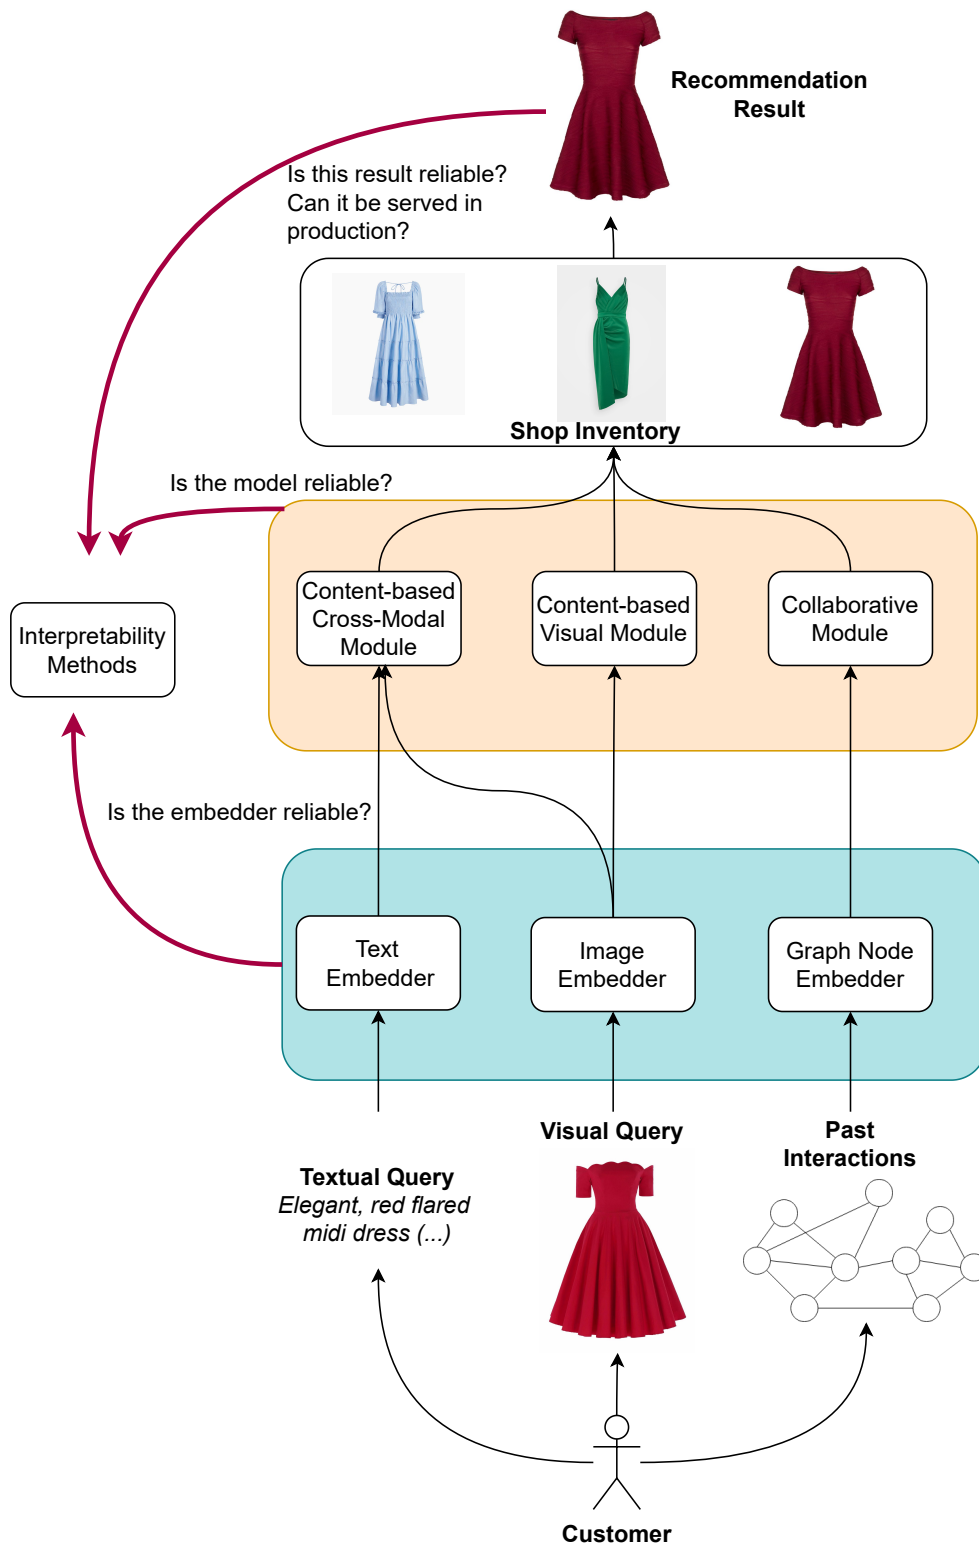 Recommendation
Result
Is this result reliable?
Can it be served in
production?
Shop Inventory
Is the model reliable?
Content-based
Cross-Modal
Module
Content-based
Visual Module
Collaborative
Module
Interpretability
Methods
Is the embedder reliable?
Text
Embedder
Image
Embedder
Graph Node
Embedder
Textual Query
Elegant, red flared
midi dress (...)
Visual Query
Past
Interactions
Customer